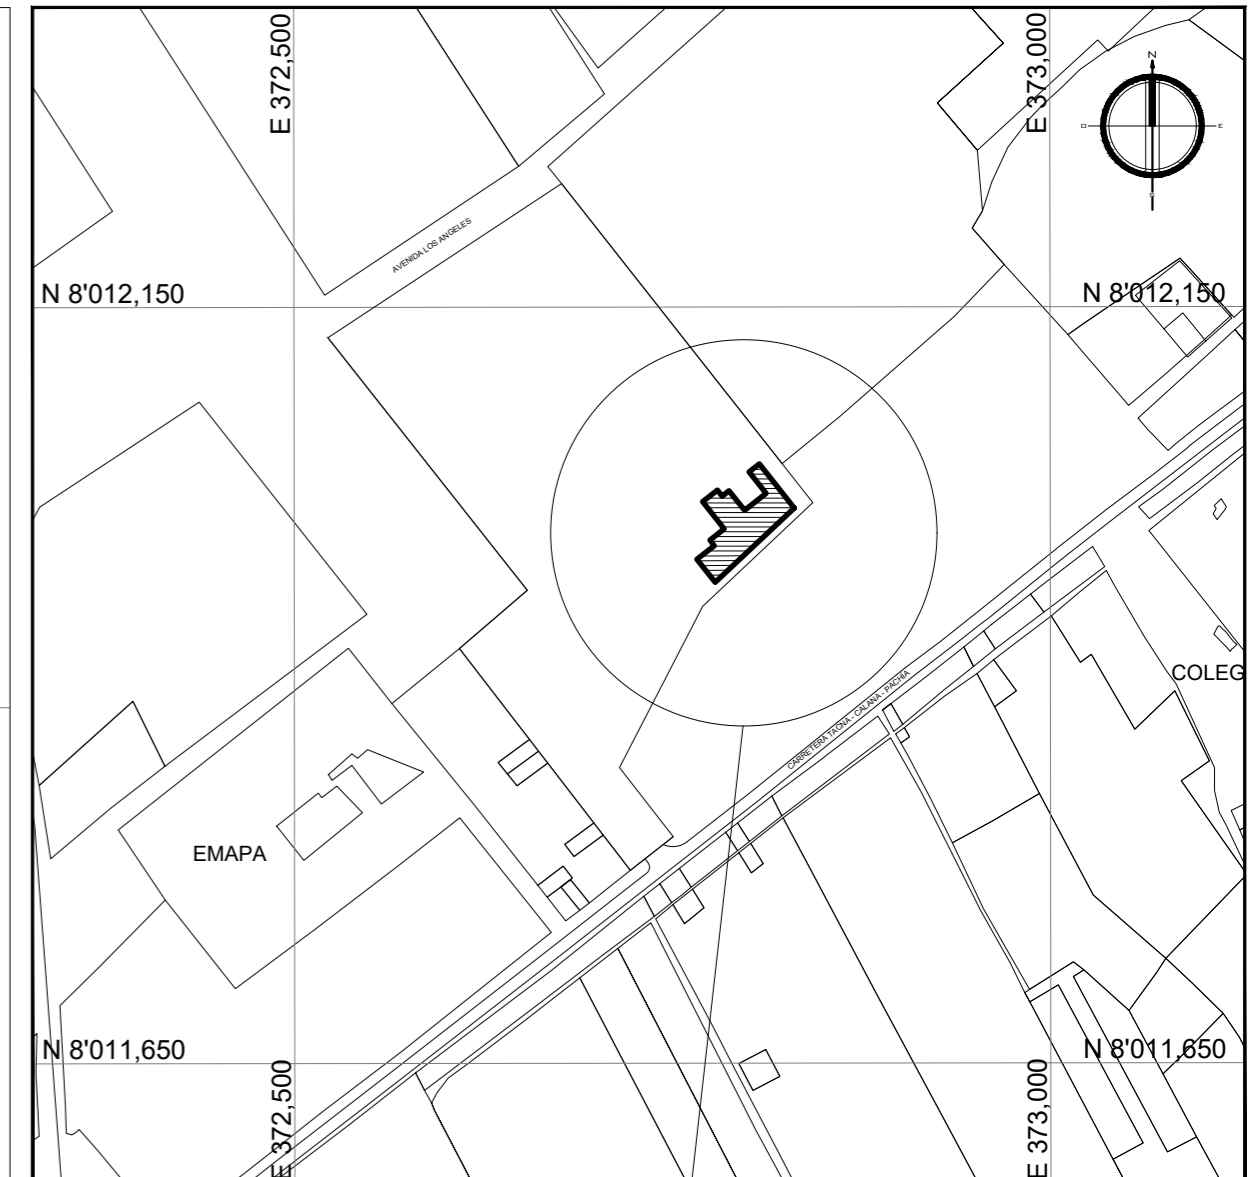 E 372,500
E 373,000
N
O
E
S
AVENIDA LOS ANGELES
N 8'012,150
N 8'012,150
COLEG
CARRETERA TACNA - CALANA - PACHIA
EMAPA
N 8'011,650
N 8'011,650
E 372,500
E 373,000